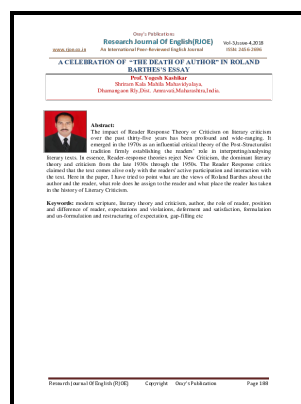 Oray's Publications
Research Journal Of English(RJOE) Vol-3,Issue-4,2018
www.rjoe.org.in An International Peer-Reviewed English Journal ISSN: 2456-2696
A CELEBRATION OF “THE DEATH OF AUTHOR” IN ROLAND
BARTHES'S ESSAY
Prof. Yogesh Kashikar
Shriram Kala Mahila Mahavidyalaya,
Dhamangaon Rly,Dist. Amravati,Maharashtra,India.
Abstract:
The impact of Reader Response Theory or Criticism on literary criticism
over the past thirty-five years has been profound and wide-ranging. It
emerged in the 1970s as an influential critical theory of the Post-Structuralist
tradition firmly establishing the readers' role in interpreting/analysing
literary texts. In essence, Reader-response theories reject New Criticism, the dominant literary
theory and criticism from the late 1930s through the 1950s. The Reader Response critics
claimed that the text comes alive only with the readers' active participation and interaction with
the text. Here in the paper, I have tried to point what are the views of Roland Barthes about the
author and the reader, what role does he assign to the reader and what place the reader has taken
in the history of Literary Criticism.
Keywords: modern scripture, literary theory and criticism, author, the role of reader, position
and difference of reader, expectations and violations, deferment and satisfaction, formulation
and un-formulation and restructuring of expectation, gap-filling etc
Research Journal Of English (RJOE) Copyright Oray's Publication Page 188